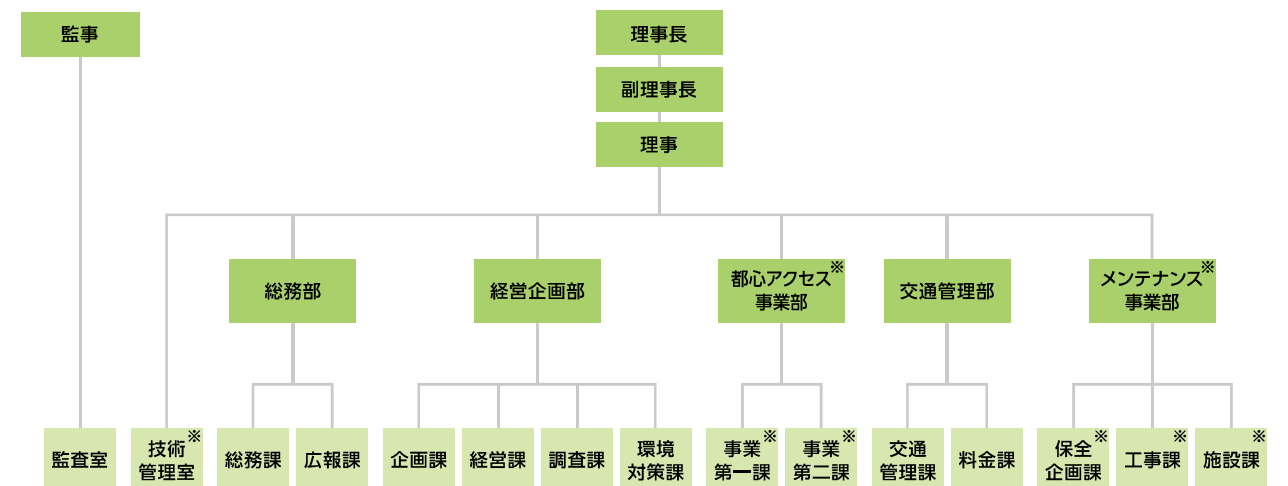 監事
理事長
副理事長
理事
総務部
経営企画部
都心アクセス※
事業部
交通管理部
メンテナンス※
事業部
監査室
技術※
管理室
総務課
広報課
企画課
経営課
調査課
環境
対策課
事業※
第一課
事業※
第二課
交通
管理課
料金課
保全※
企画課
工事課※
施設課※